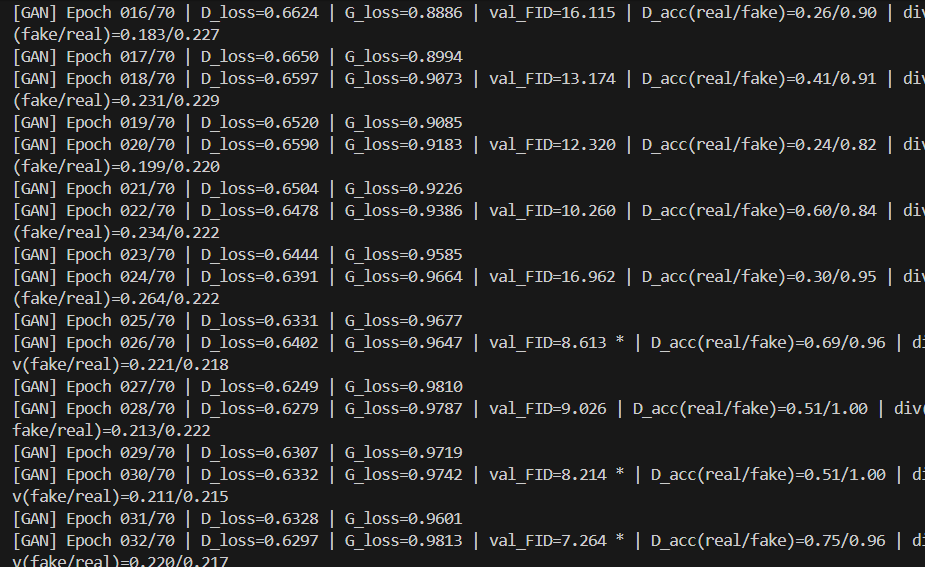 [GAN] Epoch 016/70 | D_loss=0.6624 | G_loss=0.8886 | val_FID=16.115 | D_acc(real/fake)=0.26/0.90 | div
(fake/real)=0.183/0.227
[GAN] Epoch 017/70 | D_loss=0.6650 | G_loss=0.8994
[GAN] Epoch 018/70 | D_loss=0.6597 | G_loss=0.9073 | val_FID=13.174 | D_acc(real/fake)=0.41/0.91 | div
(fake/real)=0.231/0.229
[GAN] Epoch 019/70 | D_loss=0.6520 | G_loss=0.9085
[GAN] Epoch 020/70 | D_loss=0.6590 | G_loss=0.9183 | val_FID=12.320 | D_acc(real/fake)=0.24/0.82 | div
(fake/real)=0.199/0.220
[GAN] Epoch 021/70 | D_loss=0.6504 | G_loss=0.9226
[GAN] Epoch 022/70 | D_loss=0.6478 | G_loss=0.9386 | val_FID=10.260 | D_acc(real/fake)=0.60/0.84 | div
(fake/real)=0.234/0.222
[GAN] Epoch 023/70 | D_loss=0.6444 | G_loss=0.9585
[GAN] Epoch 024/70 | D_loss=0.6391 | G_loss=0.9664 | val_FID=16.962 | D_acc(real/fake)=0.30/0.95 | div
(fake/real)=0.264/0.222
[GAN] Epoch 025/70 | D_loss=0.6331 | G_loss=0.9677
[GAN] Epoch 026/70 | D_loss=0.6402 | G_loss=0.9647 | val_FID=8.613 * | D_acc(real/fake)=0.69/0.96 | di
v(fake/real)=0.221/0.218
[GAN] Epoch 027/70 | D_loss=0.6249 | G_loss=0.9810
[GAN] Epoch 028/70 | D_loss=0.6279 | G_loss=0.9787 | val_FID=9.026 | D_acc(real/fake)=0.51/1.00 | div(
fake/real)=0.213/0.222
[GAN] Epoch 029/70 | D_loss=0.6307 | G_loss=0.9719
[GAN] Epoch 030/70 | D_loss=0.6332 | G_loss=0.9742 | val_FID=8.214 * | D_acc(real/fake)=0.51/1.00 | di
v(fake/real)=0.211/0.215
[GAN] Epoch 031/70 | D_loss=0.6328 | G_loss=0.9601
[GAN] Epoch 032/70 | D_loss=0.6297 | G_loss=0.9813 | val_FID=7.264 * | D_acc(real/fake)=0.75/0.96 | di
v(fake/real)=0.220/0.217